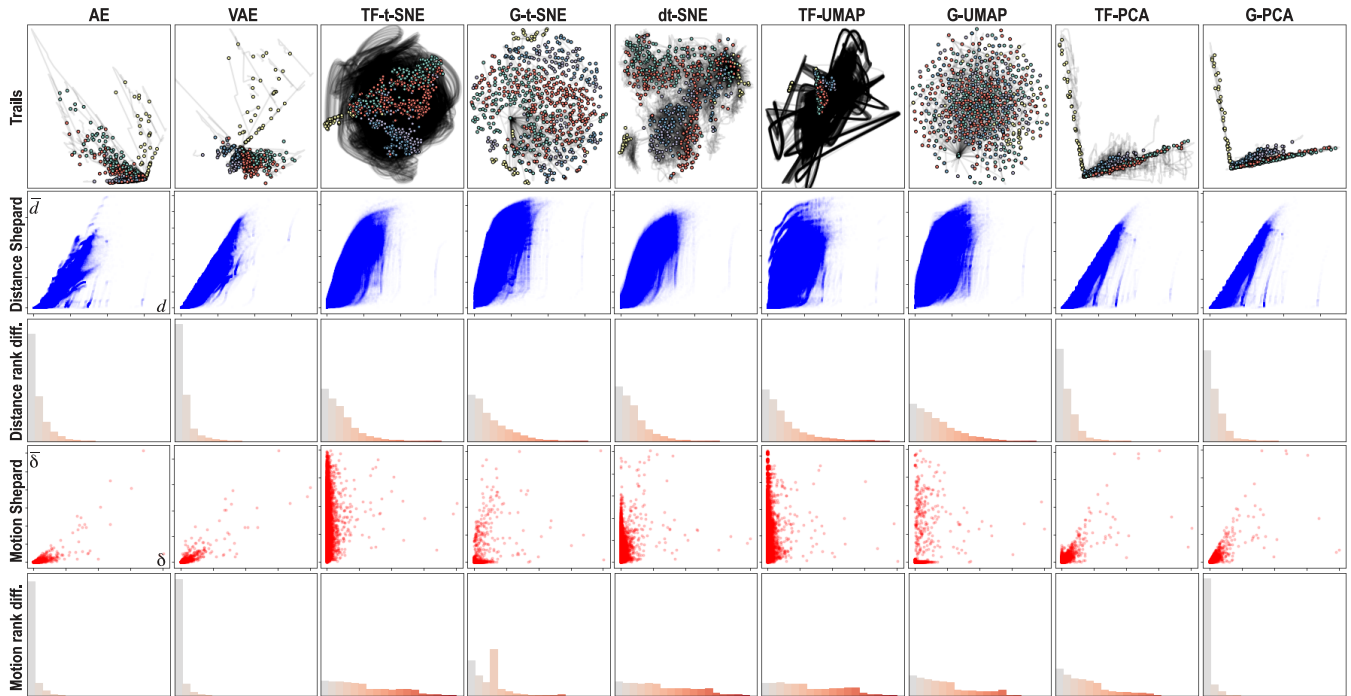 AE VAE TF-t-SNE G-t-SNE dt-SNE TF-UMAP G-UMAP TF-PCA G-PCA
Trails
Distance Shepard
d̅
d
Distance rank diff.
Motion Shepard
δ̅
δ
Motion rank diff.